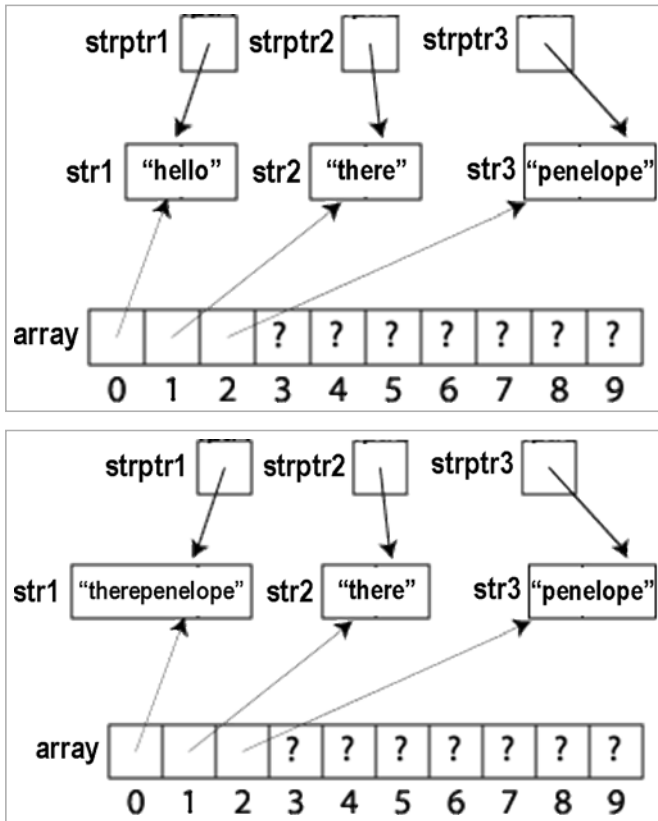 strptr1 strptr2 strptr3
str1 “hello” str2 “there” str3 “penelope”
array ? ? ? ? ? ? ?
0 1 2 3 4 5 6 7 8 9
strptr1 strptr2 strptr3
str1 “therepenelope” str2 “there” str3 “penelope”
array ? ? ? ? ? ? ?
0 1 2 3 4 5 6 7 8 9